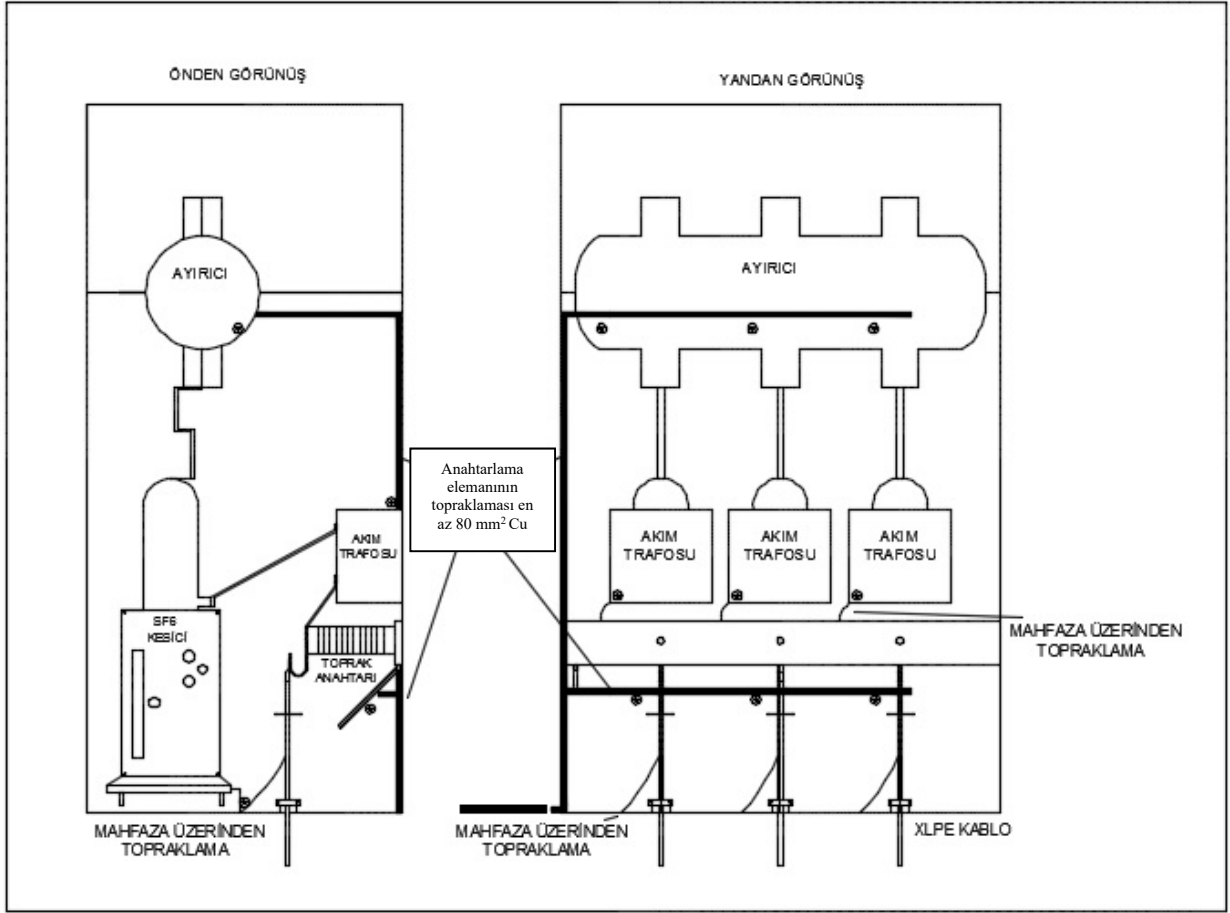 ÖNDEN GÖRÜNÜŞ
YANDAN GÖRÜNÜŞ
AYIRICI
AYIRICI
Anahtarlama
elemanının
topraklaması en
az 80 mm² Cu
AKIM
TRAFOSU
AKIM
TRAFOSU
AKIM
TRAFOSU
AKIM
TRAFOSU
SF6
KESİCİ
TOPRAK
ANAHTARI
MAHFAZA ÜZERİNDEN
TOPRAKLAMA
MAHFAZA ÜZERİNDEN
TOPRAKLAMA
MAHFAZA ÜZERİNDEN
TOPRAKLAMA
XLPE KABLO